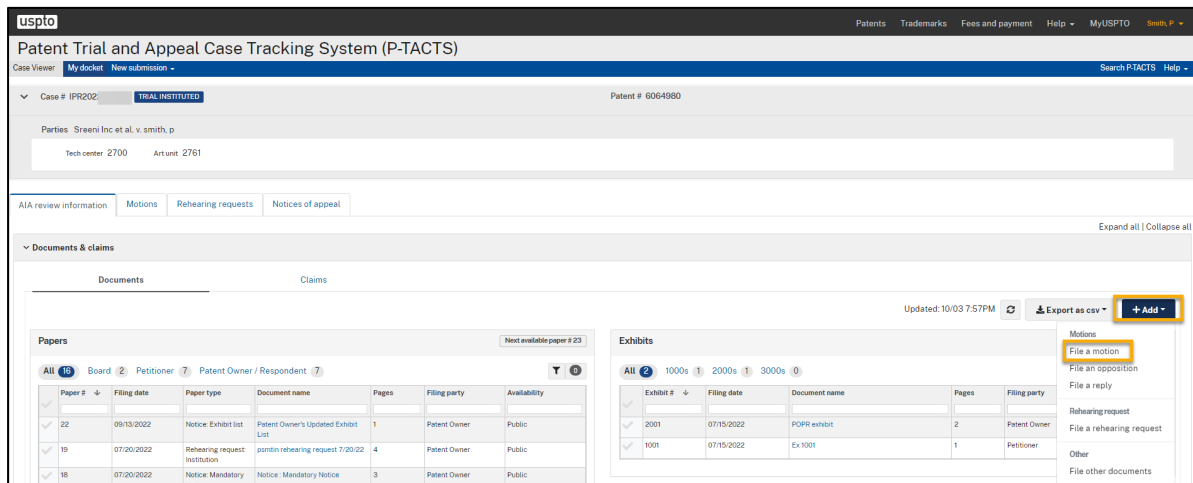 uspto
Patents Trademarks Fees and payment Help MyUSPTO Smith, P
Patent Trial and Appeal Case Tracking System (P-TACTS)
Case Viewer My docket New submission Search P-TACTS Help
Case # IPR202 TRIAL INSTITUTED Patent # 6064980
Parties Sreeni Inc et al. v. smith, p
Tech center 2700 Art unit 2761
AIA review information Motions Rehearing requests Notices of appeal
Expand all | Collapse all
Documents & claims
Documents Claims
Updated: 10/03 7:57PM Export as csv + Add
Motions
File a motion
File an opposition
File a reply
Rehearing request
File a rehearing request
Other
File other documents
Papers Next available paper # 23
All 16 Board 2 Petitioner 7 Patent Owner / Respondent 7 0
Paper # Filing date Paper type Document name Pages Filing party Availability
22 09/13/2022 Notice: Exhibit list Patent Owner's Updated Exhibit List 1 Patent Owner Public
19 07/20/2022 Rehearing request: Institution psmtin rehearing request 7/20/22 4 Patent Owner Public
18 07/20/2022 Notice: Mandatory Notice : Mandatory Notice 3 Patent Owner Public
Exhibits
All 2 1000s 1 2000s 1 3000s 0
Exhibit # Filing date Document name Pages Filing party
2001 07/15/2022 POPR exhibit 2 Patent Owner
1001 07/15/2022 Ex 1001 1 Petitioner